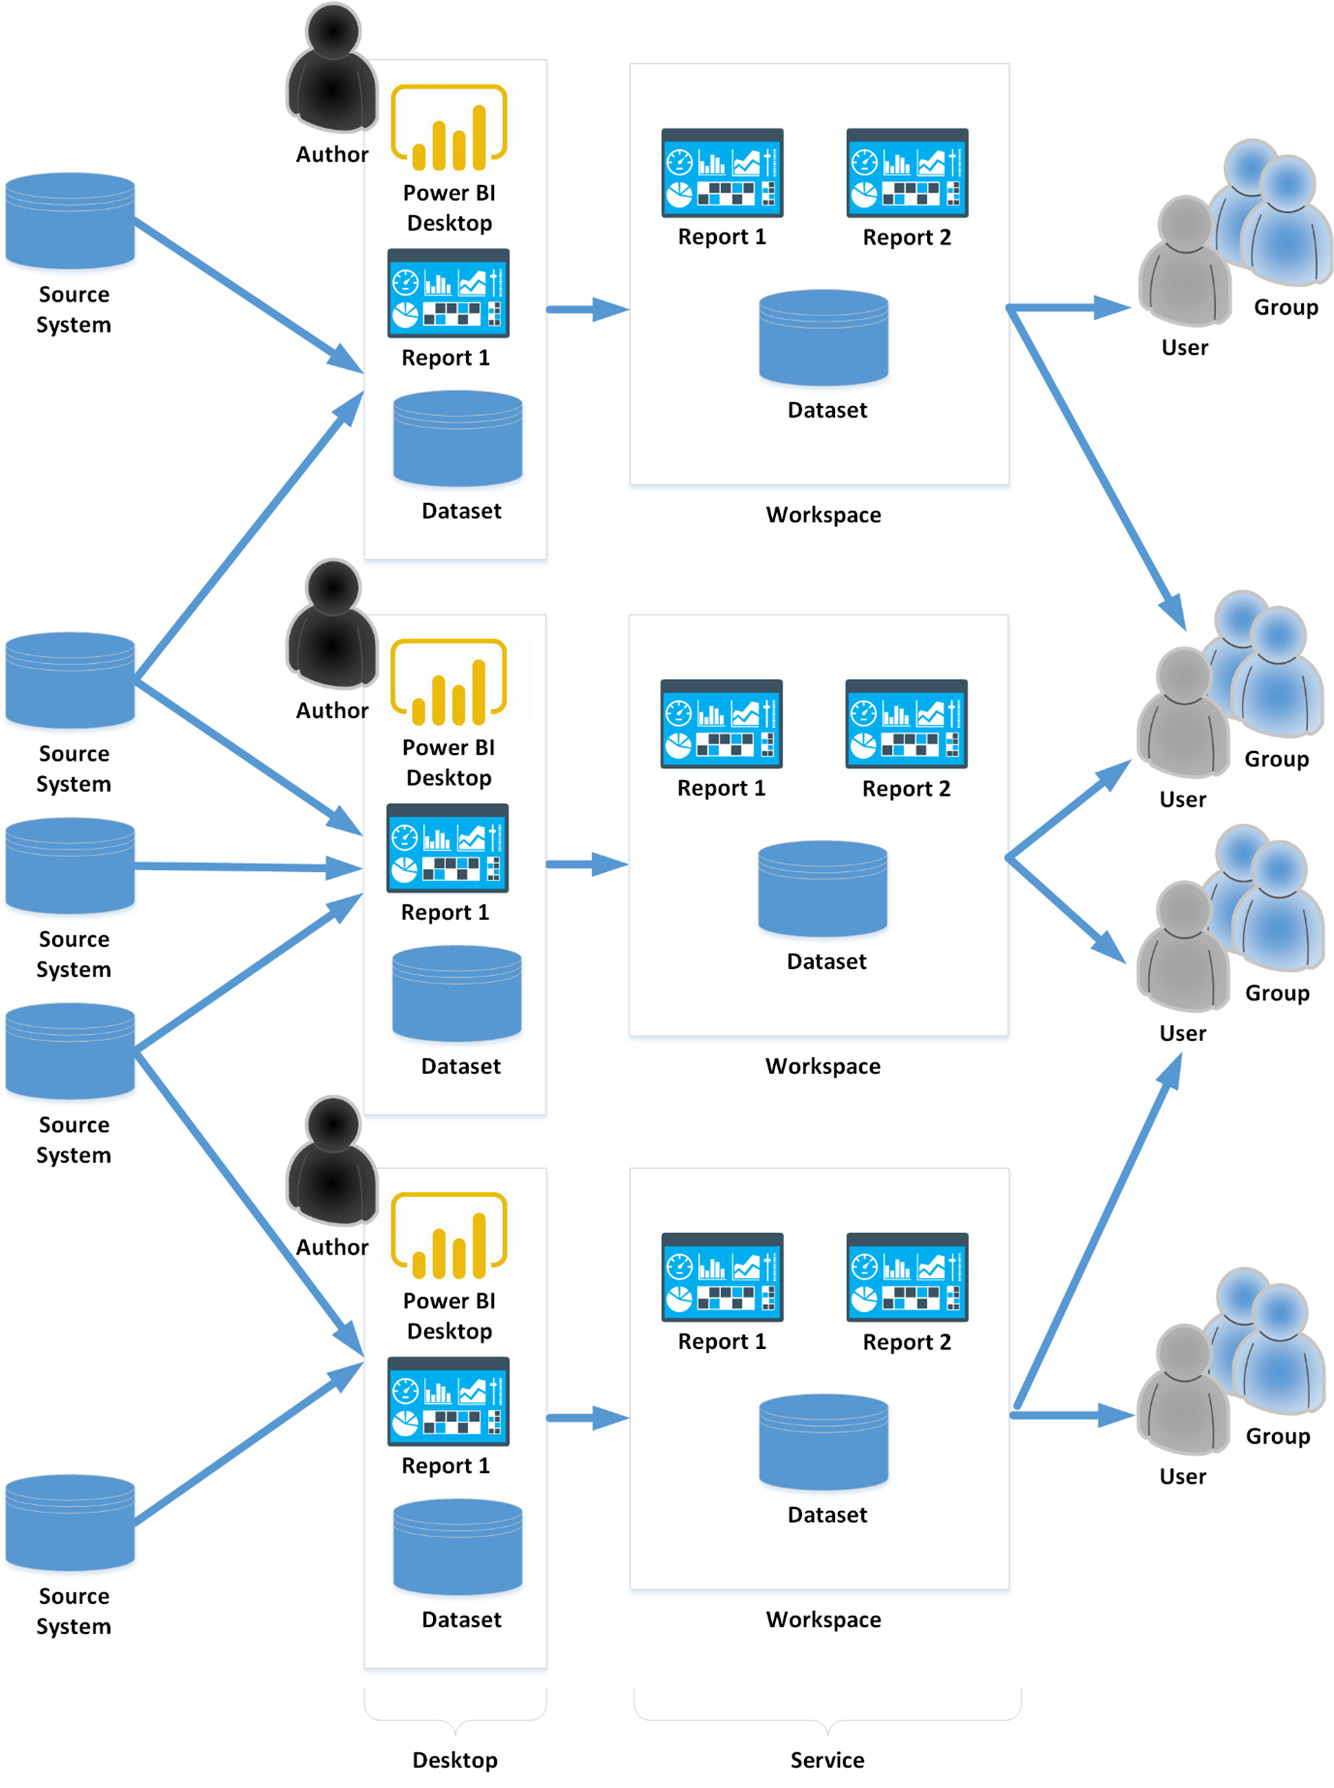 Author
Power BI
Desktop
Report 1
Dataset
Source
System
Report 1
Report 2
Dataset
Workspace
User
Group
Author
Power BI
Desktop
Report 1
Dataset
Source
System
Source
System
Source
System
Report 1
Report 2
Dataset
Workspace
User
Group
User
Group
Author
Power BI
Desktop
Report 1
Dataset
Source
System
Report 1
Report 2
Dataset
Workspace
User
Group
Desktop
Service